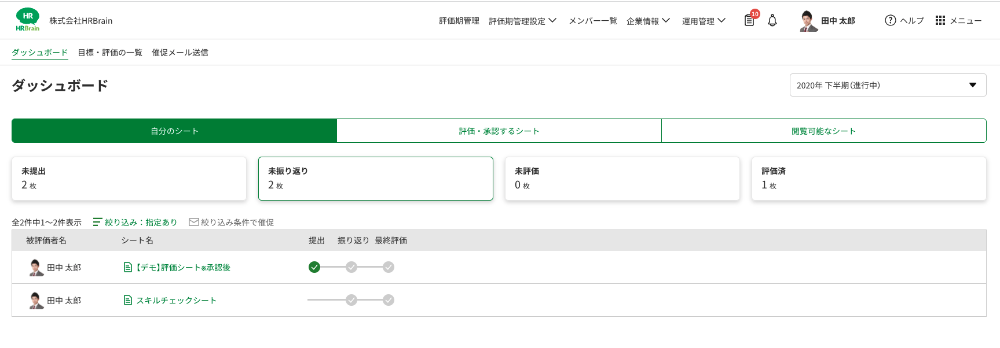 HR
HRBrain
株式会社HRBrain
評価期管理
評価期管理設定
メンバー一覧
企業情報
運用管理
10
田中 太郎
ヘルプ
メニュー
ダッシュボード
目標・評価の一覧
催促メール送信
ダッシュボード
2020年 下半期(進行中)
自分のシート
評価・承認するシート
閲覧可能なシート
未提出
2 枚
未振り返り
2 枚
未評価
0 枚
評価済
1 枚
全2件中1〜2件表示
絞り込み：指定あり
絞り込み条件で催促
被評価者名
シート名
提出
振り返り
最終評価
田中 太郎
【デモ】評価シート※承認後
田中 太郎
スキルチェックシート